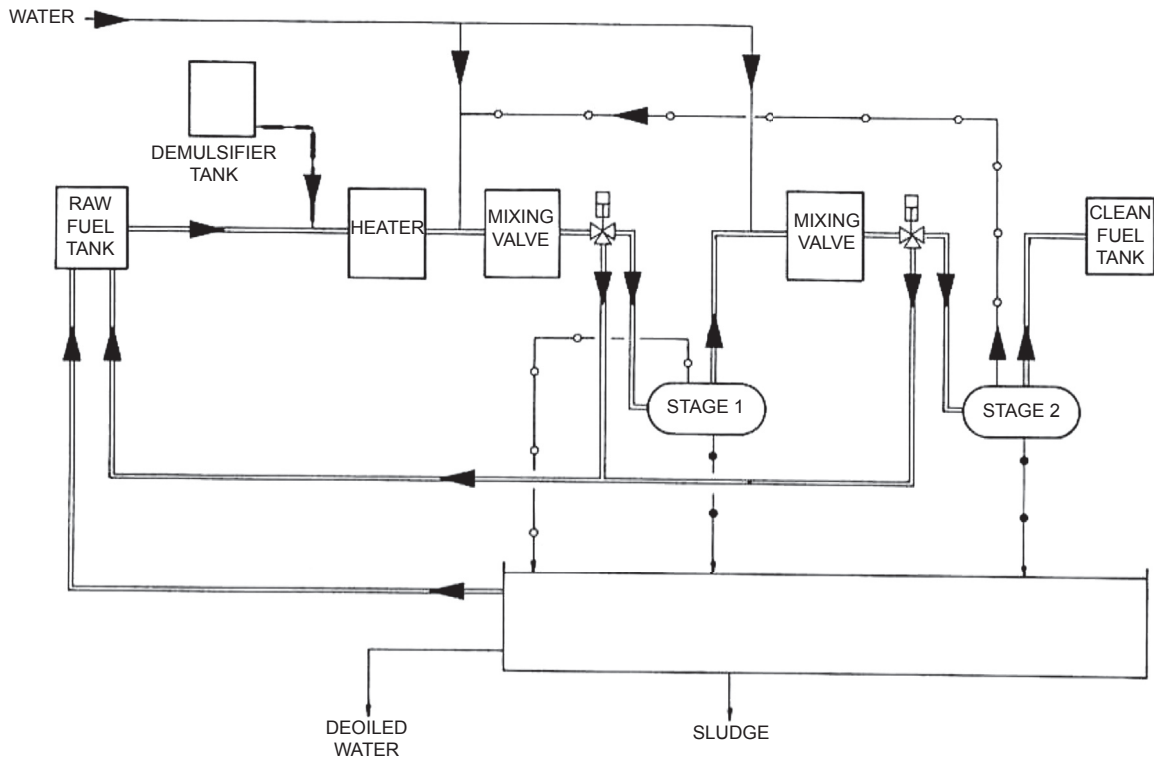 WATER
DEMULSIFIER
TANK
RAW
FUEL
TANK
HEATER
MIXING
VALVE
MIXING
VALVE
CLEAN
FUEL
TANK
STAGE 1
STAGE 2
DEOILED
WATER
SLUDGE